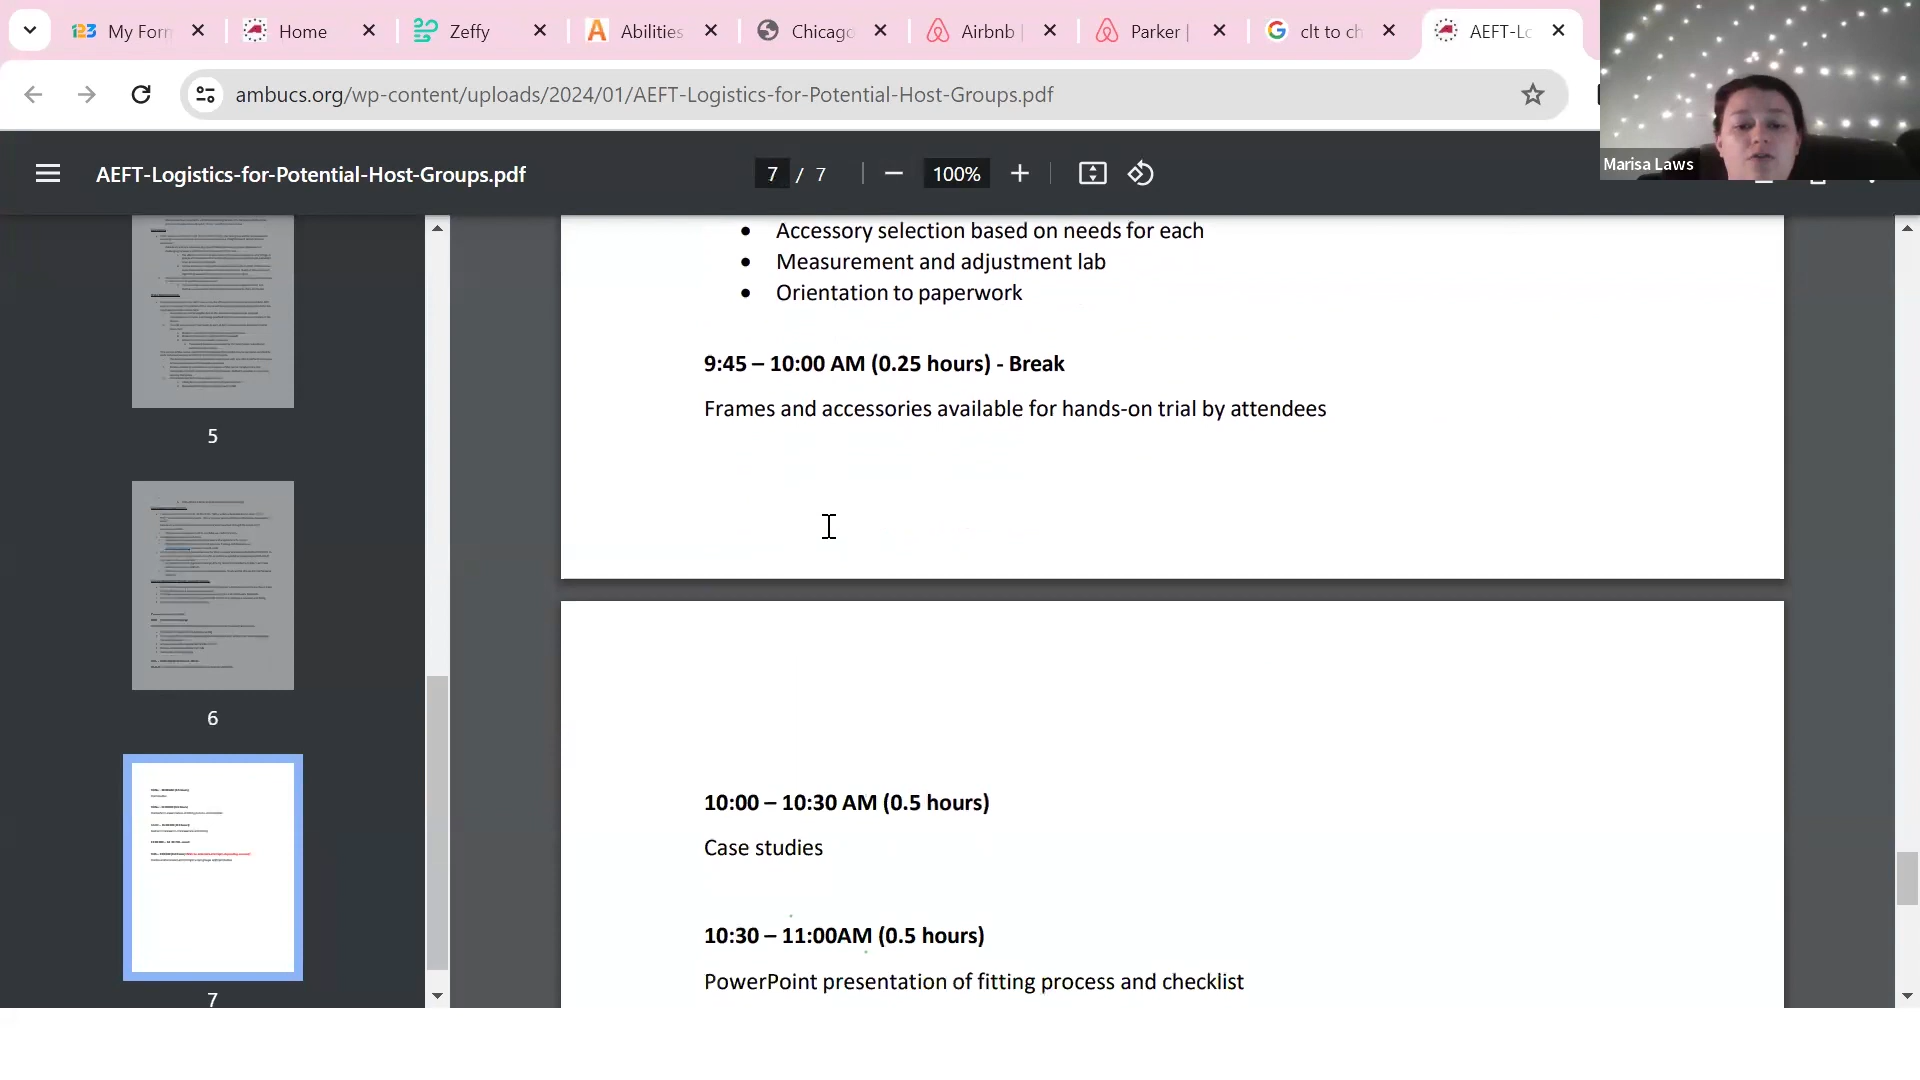 My Form
Home
Zeffy
Abilities
Chicago
Airbnb |
Parker |
clt to ch
AEFT-Lo
ambucs.org/wp-content/uploads/2024/01/AEFT-Logistics-for-Potential-Host-Groups.pdf
Marisa Laws
AEFT-Logistics-for-Potential-Host-Groups.pdf
7 / 7
100%
• Accessory selection based on needs for each
• Measurement and adjustment lab
• Orientation to paperwork
9:45 – 10:00 AM (0.25 hours) - Break
Frames and accessories available for hands-on trial by attendees
5
6
7
10:00 – 10:30 AM (0.5 hours)
Case studies
10:30 – 11:00AM (0.5 hours)
PowerPoint presentation of fitting process and checklist